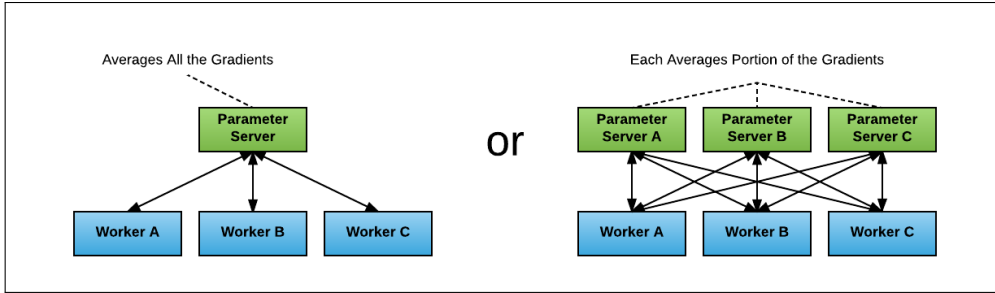 Averages All the Gradients
Parameter
Server
Worker A
Worker B
Worker C
or
Each Averages Portion of the Gradients
Parameter
Server A
Parameter
Server B
Parameter
Server C
Worker A
Worker B
Worker C